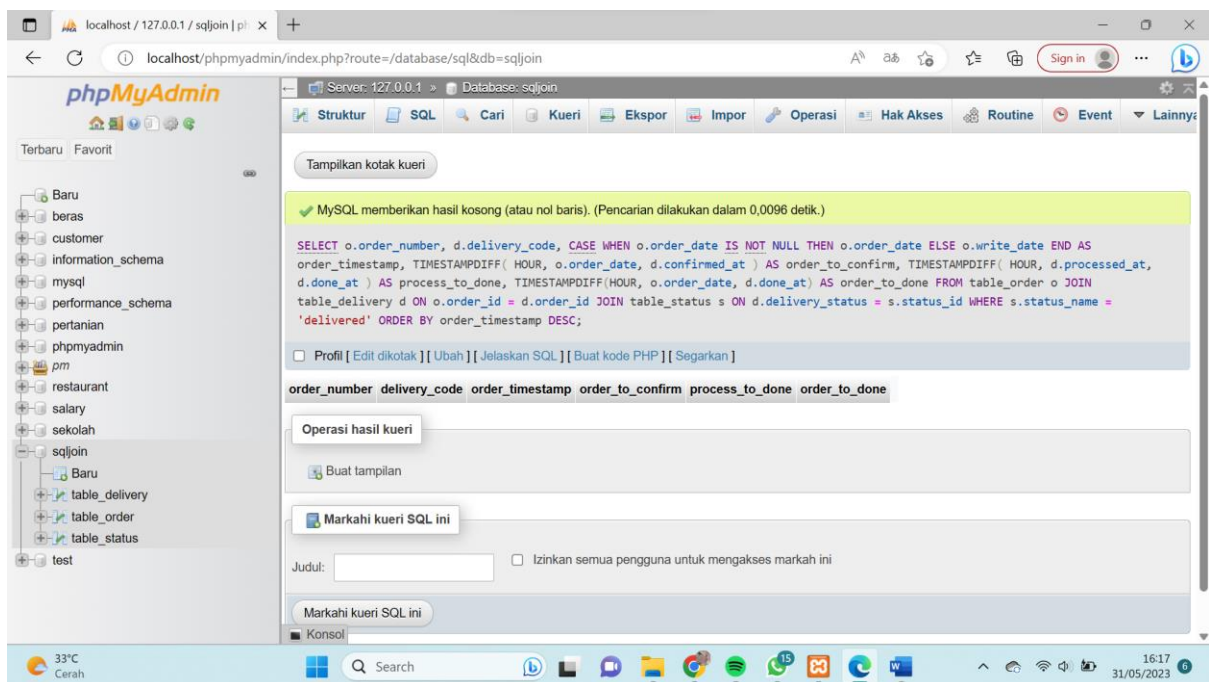 localhost / 127.0.0.1 / sqljoin | ph
localhost/phpmyadmin/index.php?route=/database/sql&db=sqljoin
Sign in
phpMyAdmin
Terbaru Favorit
Baru
beras
customer
information_schema
mysql
performance_schema
pertanian
phpmyadmin
pm
restaurant
salary
sekolah
sqljoin
Baru
table_delivery
table_order
table_status
test
Server: 127.0.0.1 » Database: sqljoin
Struktur SQL Cari Kueri Ekspor Impor Operasi Hak Akses Routine Event Lainnya
Tampilkan kotak kueri
MySQL memberikan hasil kosong (atau nol baris). (Pencarian dilakukan dalam 0,0096 detik.)
SELECT o.order_number, d.delivery_code, CASE WHEN o.order_date IS NOT NULL THEN o.order_date ELSE o.write_date END AS
order_timestamp, TIMESTAMPDIFF( HOUR, o.order_date, d.confirmed_at ) AS order_to_confirm, TIMESTAMPDIFF( HOUR, d.processed_at,
d.done_at ) AS process_to_done, TIMESTAMPDIFF(HOUR, o.order_date, d.done_at) AS order_to_done FROM table_order o JOIN
table_delivery d ON o.order_id = d.order_id JOIN table_status s ON d.delivery_status = s.status_id WHERE s.status_name =
'delivered' ORDER BY order_timestamp DESC;
Profil [ Edit dikotak ] [ Ubah ] [ Jelaskan SQL ] [ Buat kode PHP ] [ Segarkan ]
order_number delivery_code order_timestamp order_to_confirm process_to_done order_to_done
Operasi hasil kueri
Buat tampilan
Markahi kueri SQL ini
Judul:
Izinkan semua pengguna untuk mengakses markah ini
Markahi kueri SQL ini
Konsol
33°C
Cerah
Search
15
16:17
31/05/2023
6